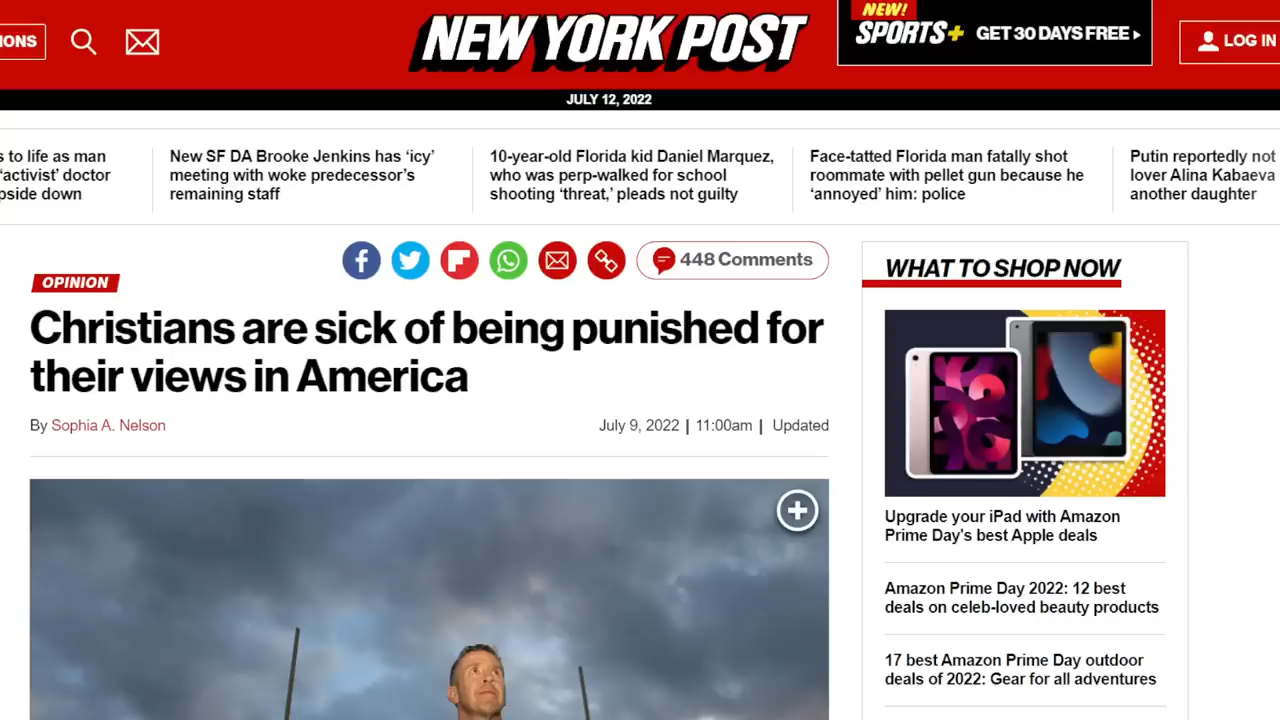 IONS
NEW YORK POST
NEW!
SPORTS+
GET 30 DAYS FREE
LOG IN
JULY 12, 2022
s to life as man
'activist' doctor
pside down
New SF DA Brooke Jenkins has 'icy'
meeting with woke predecessor's
remaining staff
10-year-old Florida kid Daniel Marquez,
who was perp-walked for school
shooting 'threat,' pleads not guilty
Face-tatted Florida man fatally shot
roommate with pellet gun because he
'annoyed' him: police
Putin reportedly not
lover Alina Kabaeva
another daughter
448 Comments
OPINION
Christians are sick of being punished for
their views in America
By Sophia A. Nelson
July 9, 2022 | 11:00am | Updated
WHAT TO SHOP NOW
Upgrade your iPad with Amazon
Prime Day's best Apple deals
Amazon Prime Day 2022: 12 best
deals on celeb-loved beauty products
17 best Amazon Prime Day outdoor
deals of 2022: Gear for all adventures